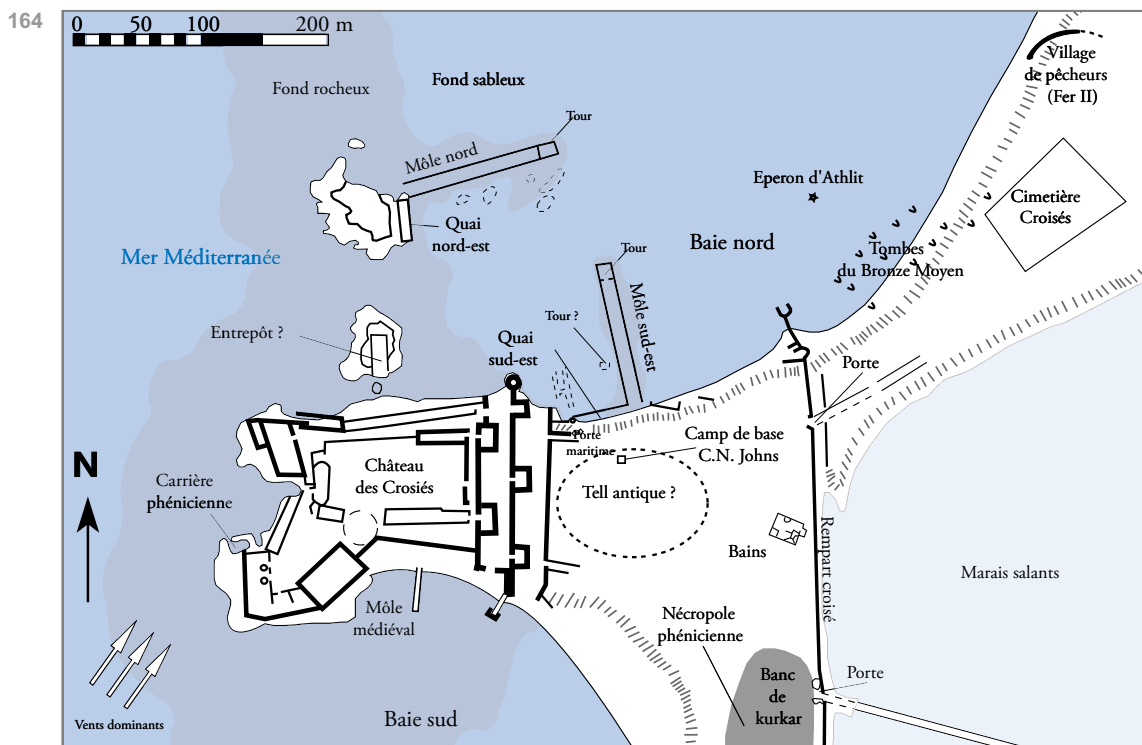 164
0 50 100 200 m
Fond rocheux
Fond sableux
Village
de pêcheurs
(Fer II)
Tour
Môle nord
Eperon d'Athlit
Cimetière
Croisés
Quai
nord-est
Baie nord
Tour
Tombes
du Bronze Moyen
Mer Méditerranée
Môle sud-est
Entrepôt ?
Tour ?
Quai
sud-est
Porte
Porte
maritime
Camp de base
C.N. Johns
N
Château
des Crosiés
Carrière
phénicienne
Tell antique ?
Bains
Rempart croisé
Marais salants
Môle
médiéval
Nécropole
phénicienne
Banc
de
kurkar
Porte
Vents dominants
Baie sud